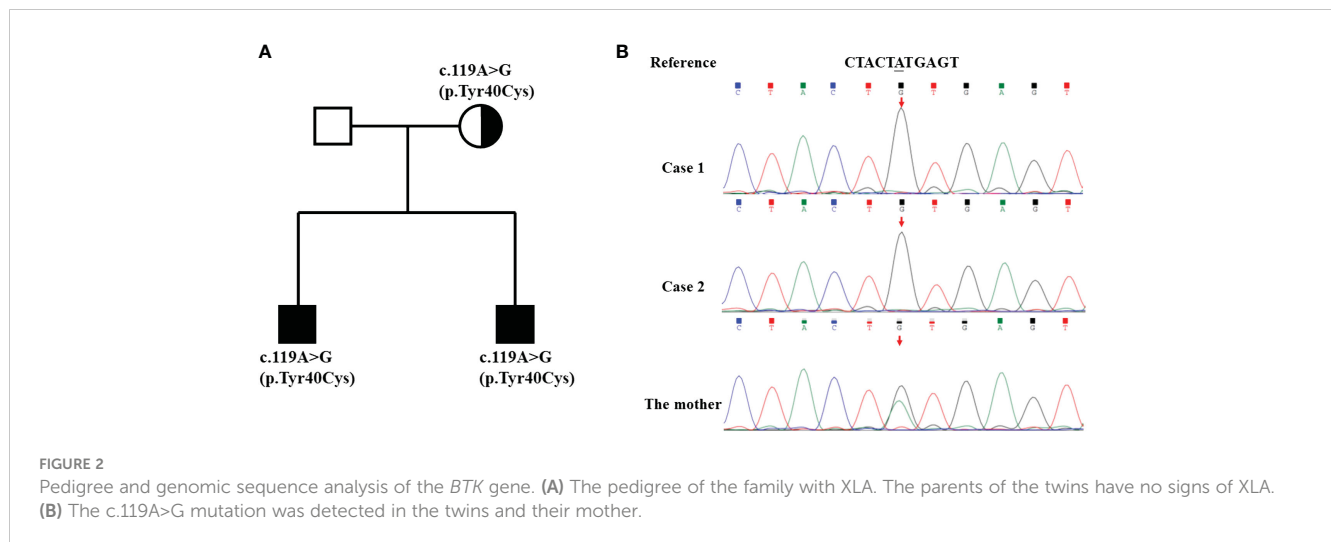 A
c.119A>G
(p.Tyr40Cys)
c.119A>G
(p.Tyr40Cys)
c.119A>G
(p.Tyr40Cys)
B
Reference
CTACTATGAGT
C T A C T G T G A G T
Case 1
C T A C T G T G A G T
Case 2
C T A C T G T G A G T
The mother
FIGURE 2
Pedigree and genomic sequence analysis of the BTK gene. (A) The pedigree of the family with XLA. The parents of the twins have no signs of XLA.
(B) The c.119A>G mutation was detected in the twins and their mother.